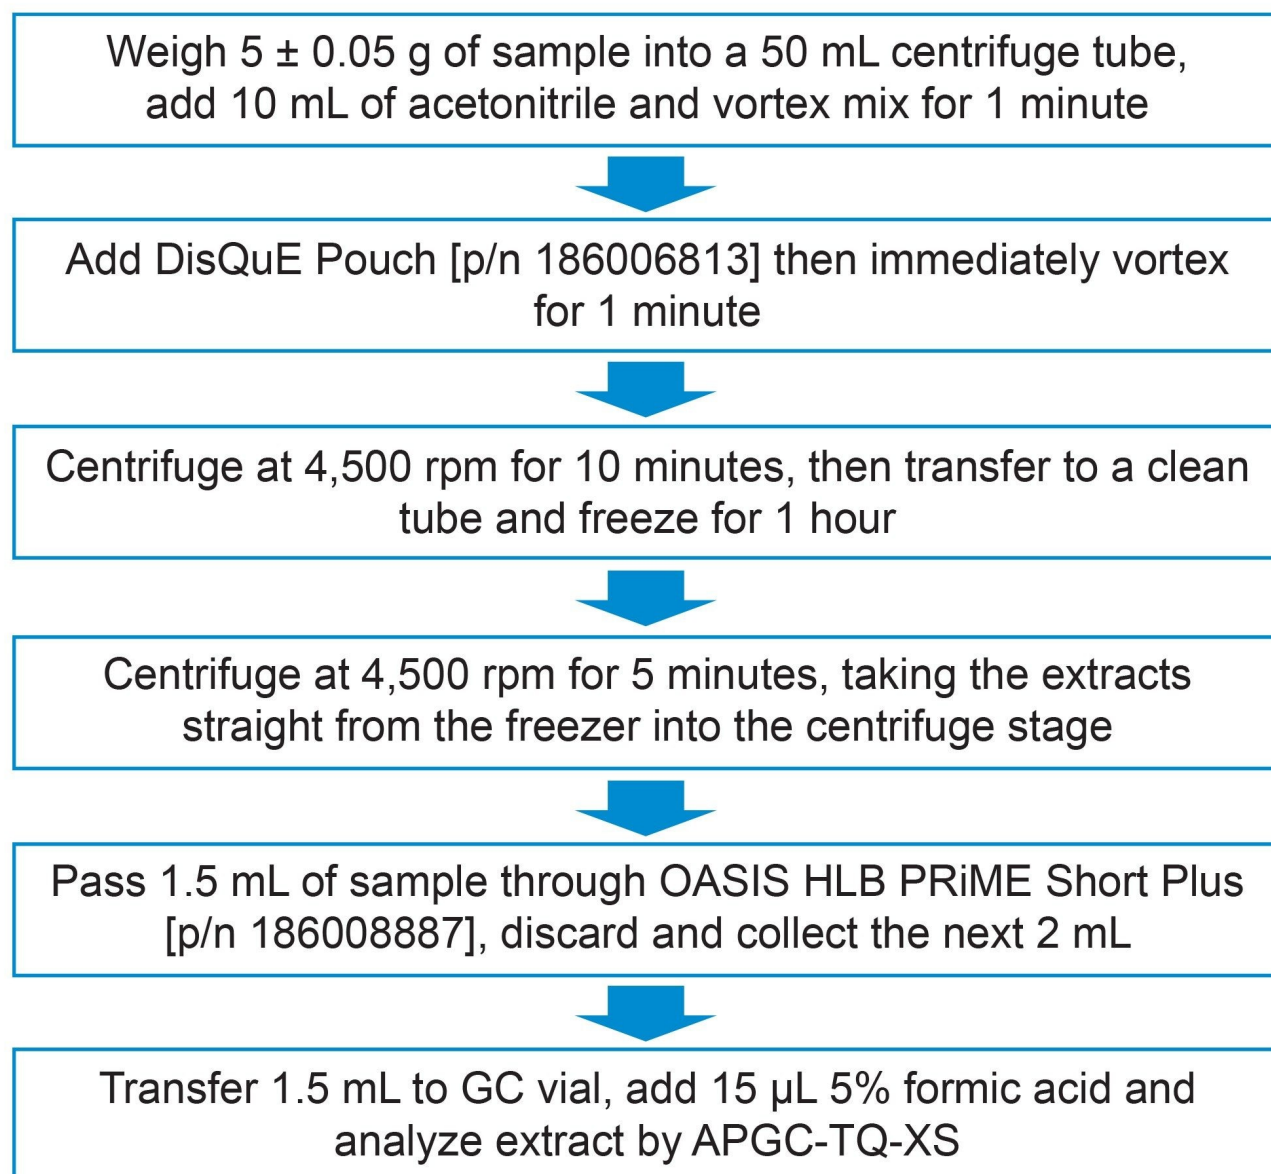 Weigh 5 ± 0.05 g of sample into a 50 mL centrifuge tube,
add 10 mL of acetonitrile and vortex mix for 1 minute
Add DisQuE Pouch [p/n 186006813] then immediately vortex
for 1 minute
Centrifuge at 4,500 rpm for 10 minutes, then transfer to a clean
tube and freeze for 1 hour
Centrifuge at 4,500 rpm for 5 minutes, taking the extracts
straight from the freezer into the centrifuge stage
Pass 1.5 mL of sample through OASIS HLB PRiME Short Plus
[p/n 186008887], discard and collect the next 2 mL
Transfer 1.5 mL to GC vial, add 15 µL 5% formic acid and
analyze extract by APGC-TQ-XS